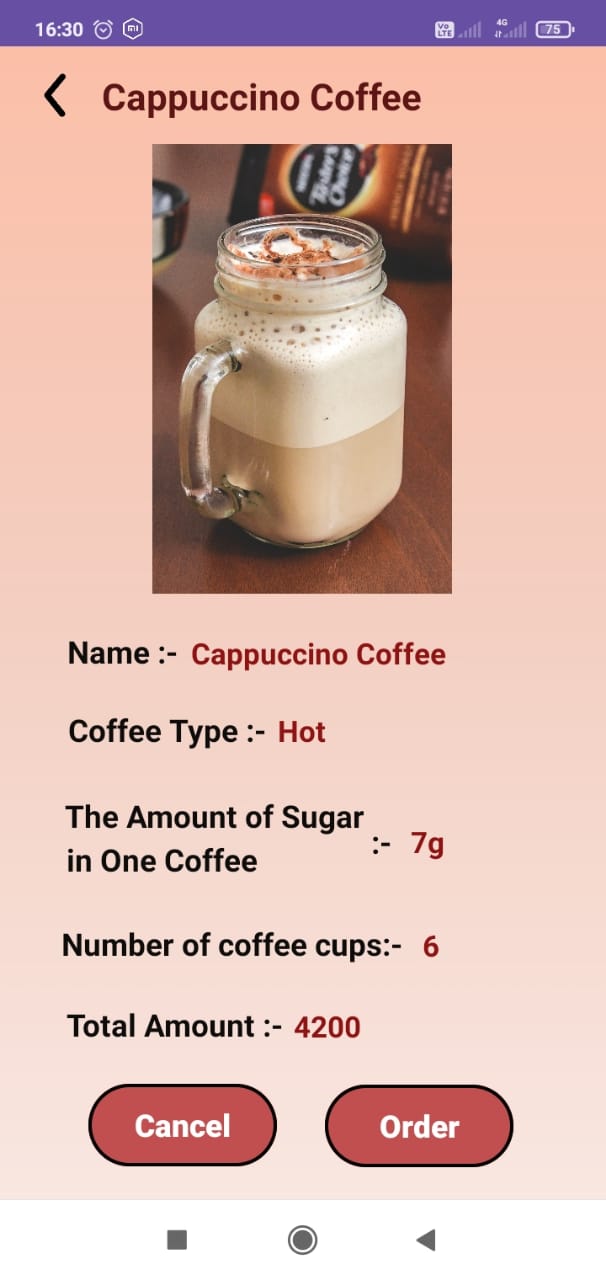 16:30
VO LTE 4G 75
Cappuccino Coffee
NESCAFÉ
Taster's
Choice
Name :- Cappuccino Coffee
Coffee Type :- Hot
The Amount of Sugar
in One Coffee :- 7g
Number of coffee cups:- 6
Total Amount :- 4200
Cancel Order